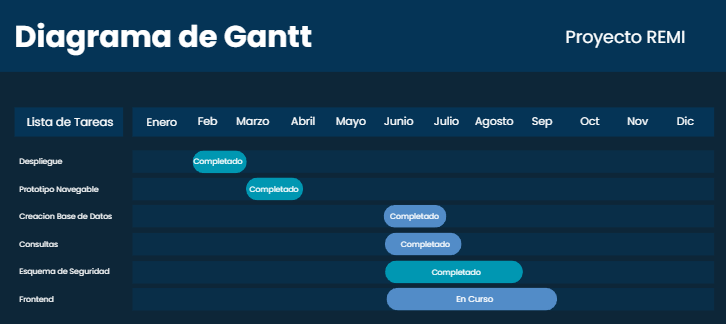 Diagrama de Gantt
Proyecto REMI
Lista de Tareas Enero Feb Marzo Abril Mayo Junio Julio Agosto Sep Oct Nov Dic
Despliegue Completado
Prototipo Navegable Completado
Creacion Base de Datos Completado
Consultas Completado
Esquema de Seguridad Completado
Frontend En Curso